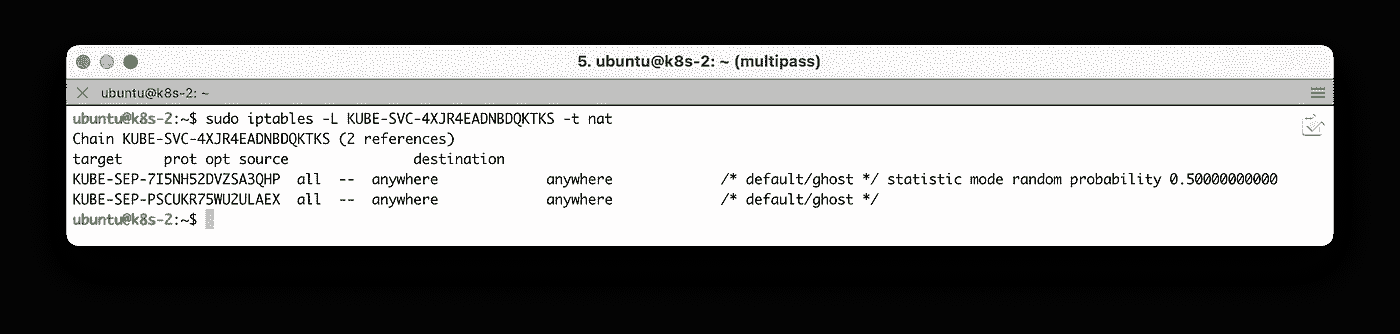 5. ubuntu@k8s-2: ~ (multipass)
ubuntu@k8s-2: ~
ubuntu@k8s-2:~$ sudo iptables -L KUBE-SVC-4XJR4EADNBDQKTKS -t nat
Chain KUBE-SVC-4XJR4EADNBDQKTKS (2 references)
target     prot opt source               destination
KUBE-SEP-7I5NH52DVZSA3QHP  all  --  anywhere             anywhere             /* default/ghost */ statistic mode random probability 0.50000000000
KUBE-SEP-PSCUKR75WU2ULAEX  all  --  anywhere             anywhere             /* default/ghost */
ubuntu@k8s-2:~$